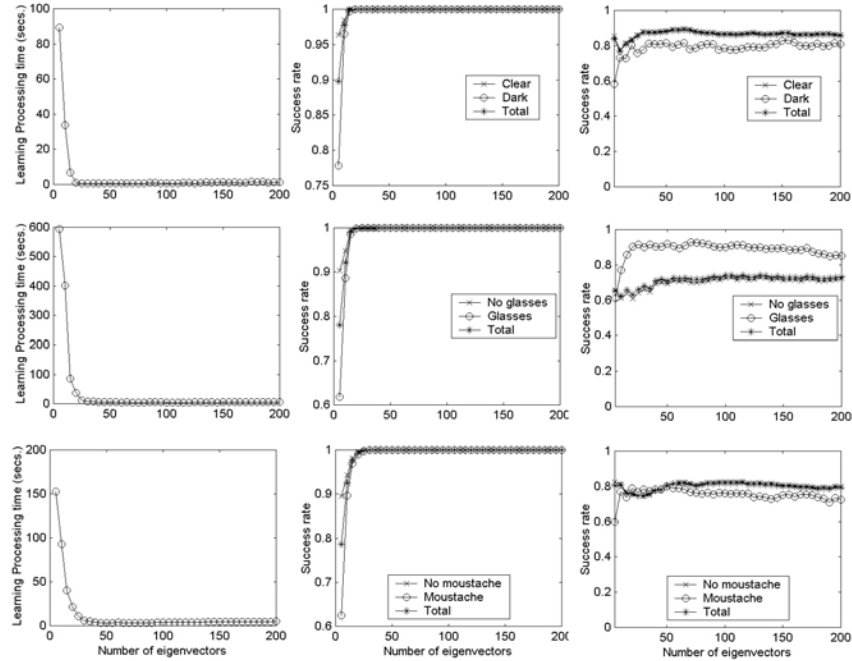 100
80
60
40
20
0
0 50 100 150 200
Learning Processing time (secs.)
1
0.95
0.9
0.85
0.8
0.75
50 100 150 200
Success rate
Clear
Dark
Total
1
0.8
0.6
0.4
0.2
0
50 100 150 200
Success rate
Clear
Dark
Total
600
500
400
300
200
100
0
0 50 100 150 200
Learning Processing time (secs.)
1
0.9
0.8
0.7
0.6
50 100 150 200
Success rate
No glasses
Glasses
Total
1
0.8
0.6
0.4
0.2
0
50 100 150 200
Success rate
No glasses
Glasses
Total
200
150
100
50
0
0 50 100 150 200
Learning Processing time (secs.)
Number of eigenvectors
1
0.9
0.8
0.7
0.6
50 100 150 200
Success rate
No moustache
Moustache
Total
Number of eigenvectors
1
0.8
0.6
0.4
0.2
0
50 100 150 200
Success rate
No moustache
Moustache
Total
Number of eigenvectors